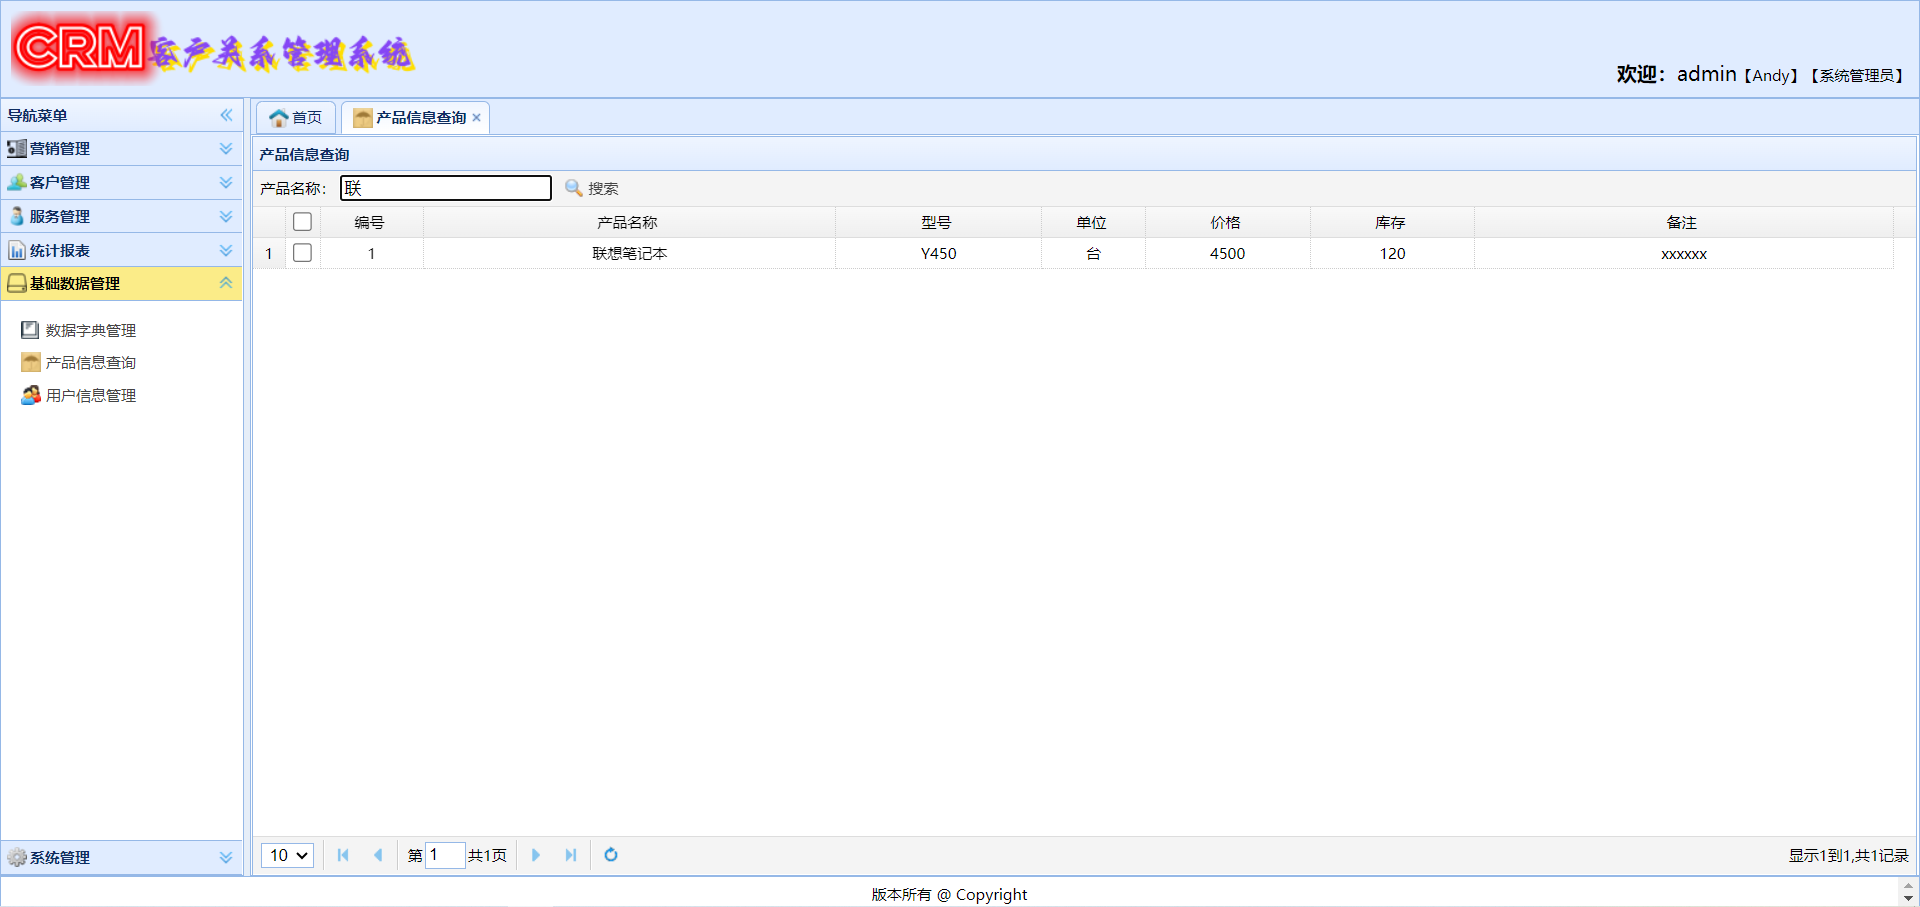 CRM客户关系管理系统
欢迎：admin【Andy】【系统管理员】
导航菜单
营销管理
客户管理
服务管理
统计报表
基础数据管理
数据字典管理
产品信息查询
用户信息管理
系统管理
首页 产品信息查询
产品信息查询
产品名称： 联 搜索
编号 产品名称 型号 单位 价格 库存 备注
1 1 联想笔记本 Y450 台 4500 120 xxxxxx
10 第 1 共1页 显示1到1,共1记录
版本所有 @ Copyright